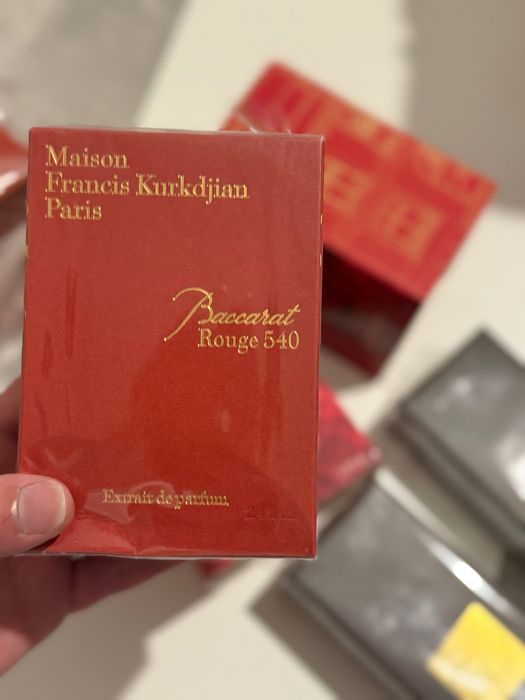 Maison
Francis Kurkdjian
Paris
Baccarat
Rouge 540
Extrait de parfum